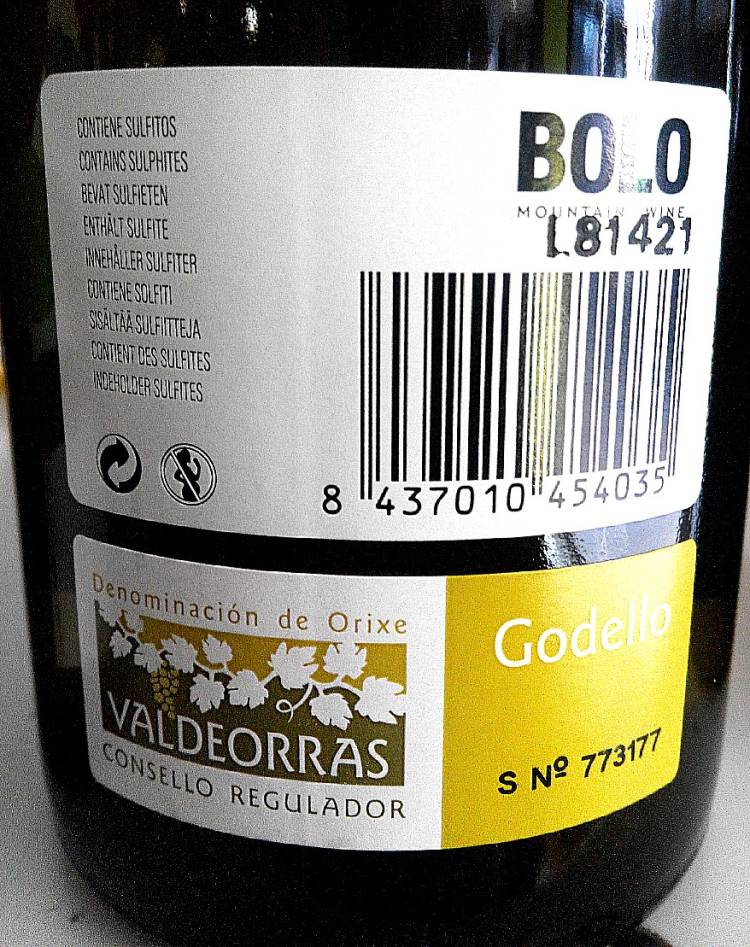 CONTIENE SULFITOS
CONTAINS SULPHITES
BEVAT SULFIETEN
ENTHÄLT SULFITE
INNEHÅLLER SULFITER
CONTIENE SOLFITI
SISÄLTÄÄ SULFIITTEJA
CONTIENT DES SULFITES
INDEHOLDER SULFITES
BOLO
MOUNTAIN WINE
L81421
8 437010 454035
Denominación de Orixe
VALDEORRAS
CONSELLO REGULADOR
Godello
S Nº 773177